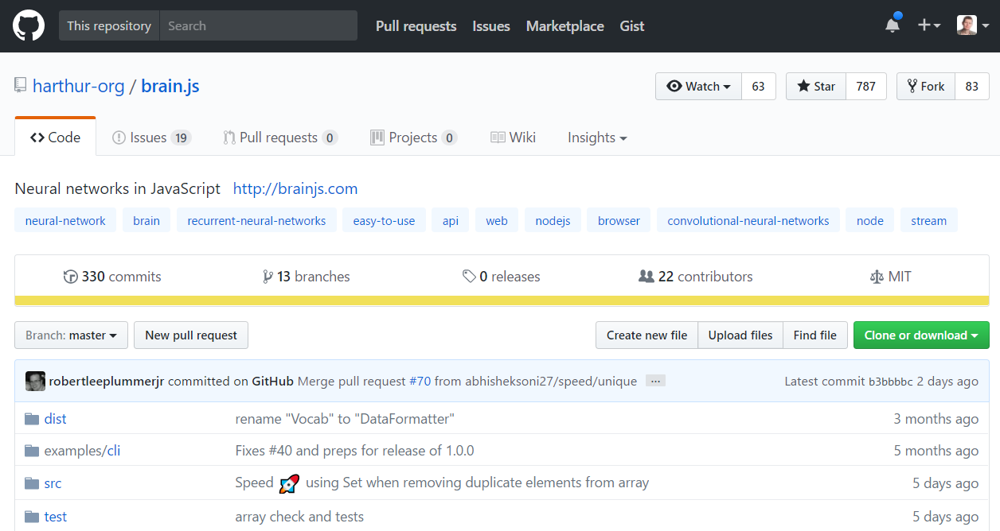 This repository Search Pull requests Issues Marketplace Gist
harthur-org / brain.js Watch 63 Star 787 Fork 83
Code Issues 19 Pull requests 0 Projects 0 Wiki Insights
Neural networks in JavaScript http://brainjs.com
neural-network brain recurrent-neural-networks easy-to-use api web nodejs browser convolutional-neural-networks node stream
330 commits 13 branches 0 releases 22 contributors MIT
Branch: master New pull request Create new file Upload files Find file Clone or download
robertleeplummerjr committed on GitHub Merge pull request #70 from abhisheksoni27/speed/unique ... Latest commit b3bbbbc 2 days ago
dist rename "Vocab" to "DataFormatter" 3 months ago
examples/cli Fixes #40 and preps for release of 1.0.0 5 months ago
src Speed 🚀 using Set when removing duplicate elements from array 5 days ago
test array check and tests 5 days ago